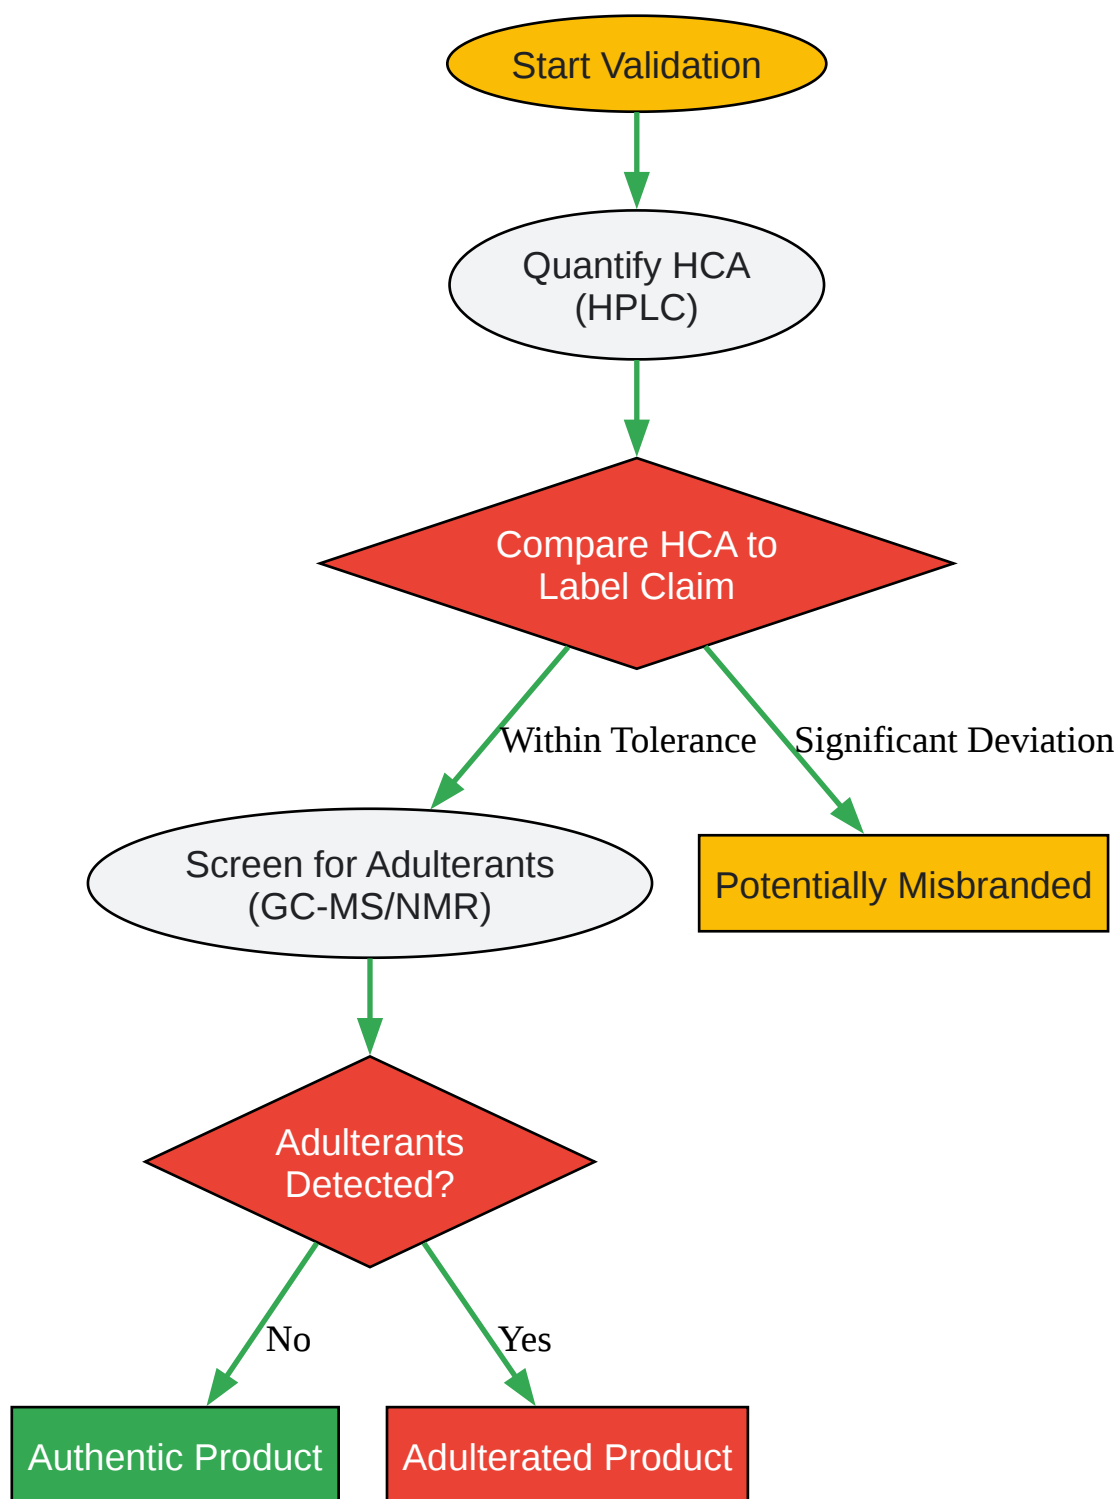 Start Validation
Quantify HCA
(HPLC)
Compare HCA to
Label Claim
Within Tolerance
Significant Deviation
Screen for Adulterants
(GC-MS/NMR)
Potentially Misbranded
Adulterants
Detected?
No
Yes
Authentic Product
Adulterated Product